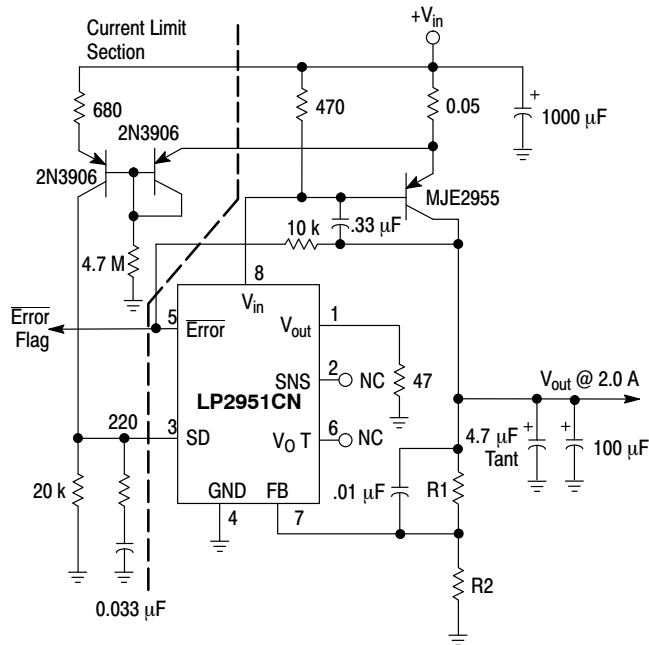 Current Limit
Section
+Vin
680
2N3906
470
0.05
1000 µF
+
2N3906
MJE2955
10 k
.33 µF
4.7 M
8
Vin
Error
Flag
5
Error
Vout
1
SNS
2
NC
47
LP2951CN
Vout @ 2.0 A
220
3
SD
VO T
6
NC
4.7 µF
Tant
+
+
100 µF
20 k
GND
FB
.01 µF
R1
4
7
R2
0.033 µF